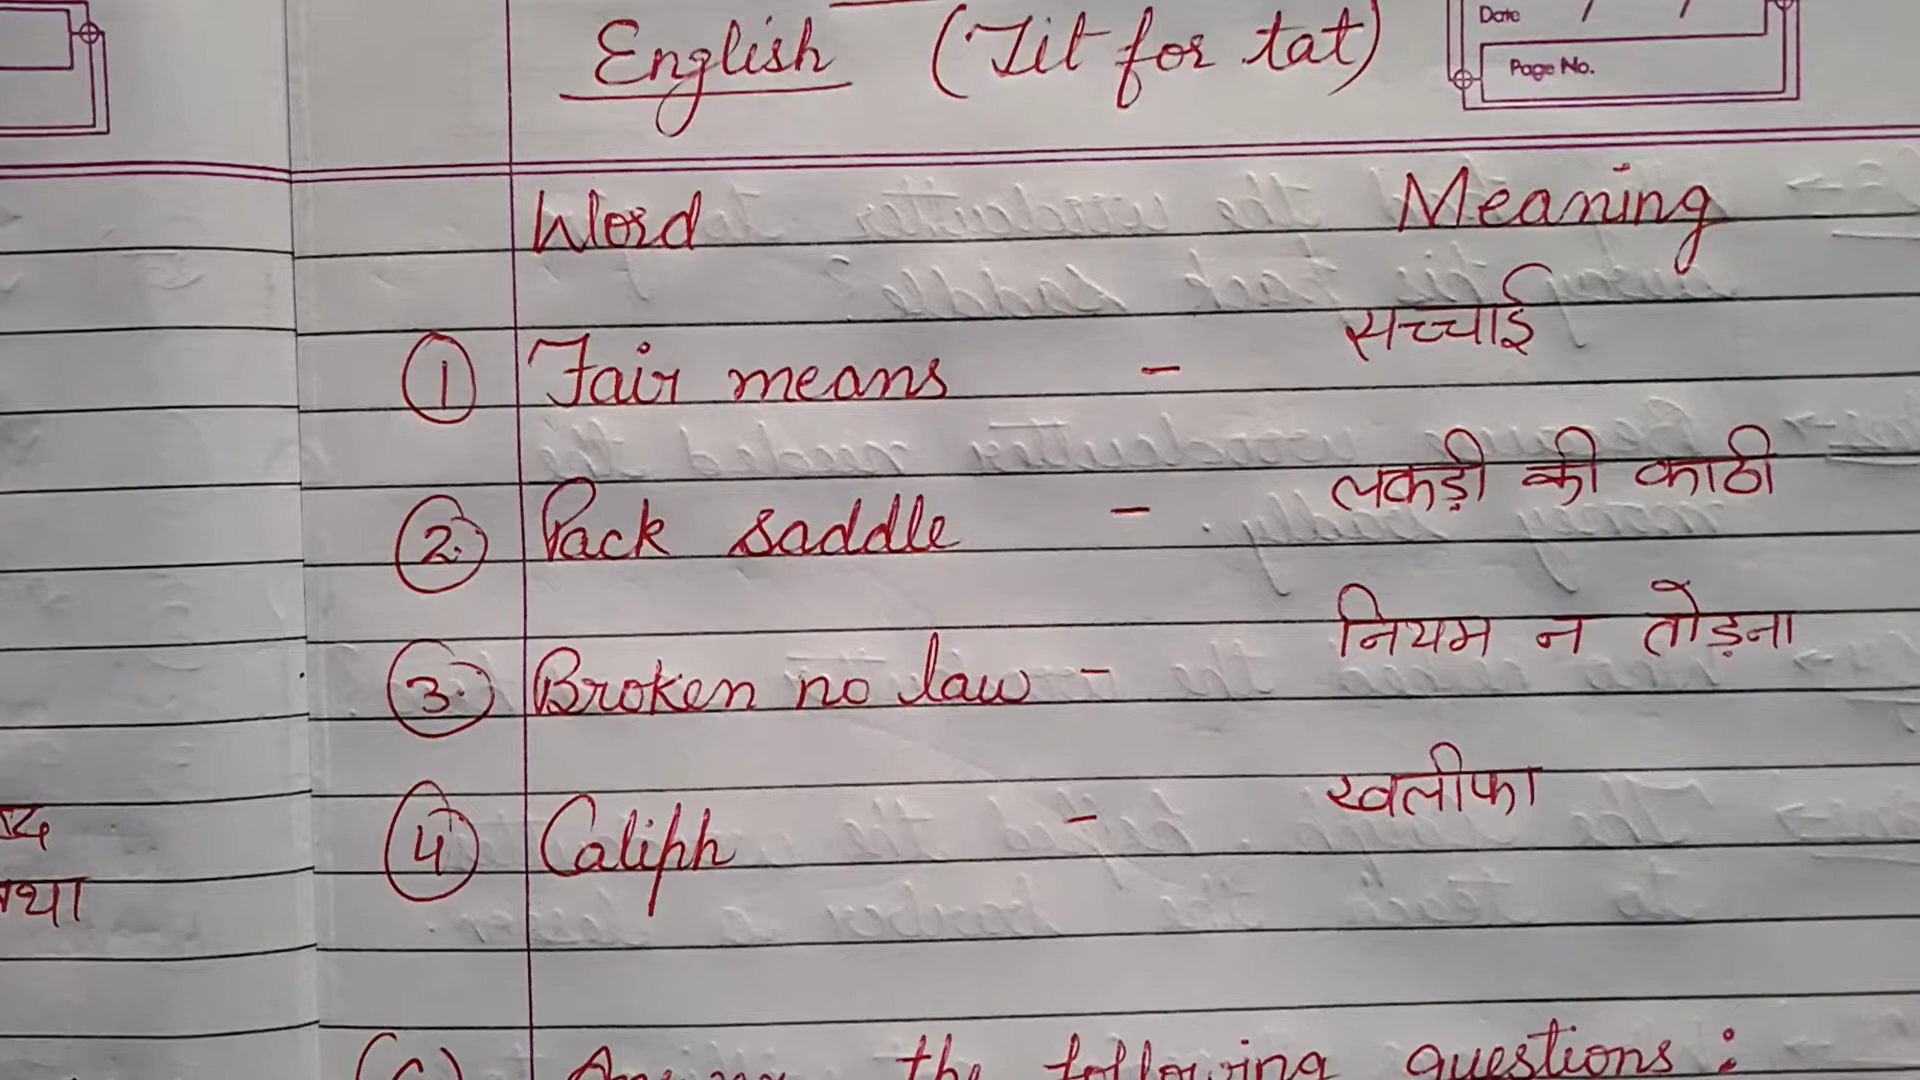 English (Tit for tat)
Date / /
Page No.
Word Meaning
① Fair means - सच्चाई
② Pack saddle - लकड़ी की काठी
③ Broken no law - नियम न तोड़ना
④ Caliph - खलीफा
the following questions :